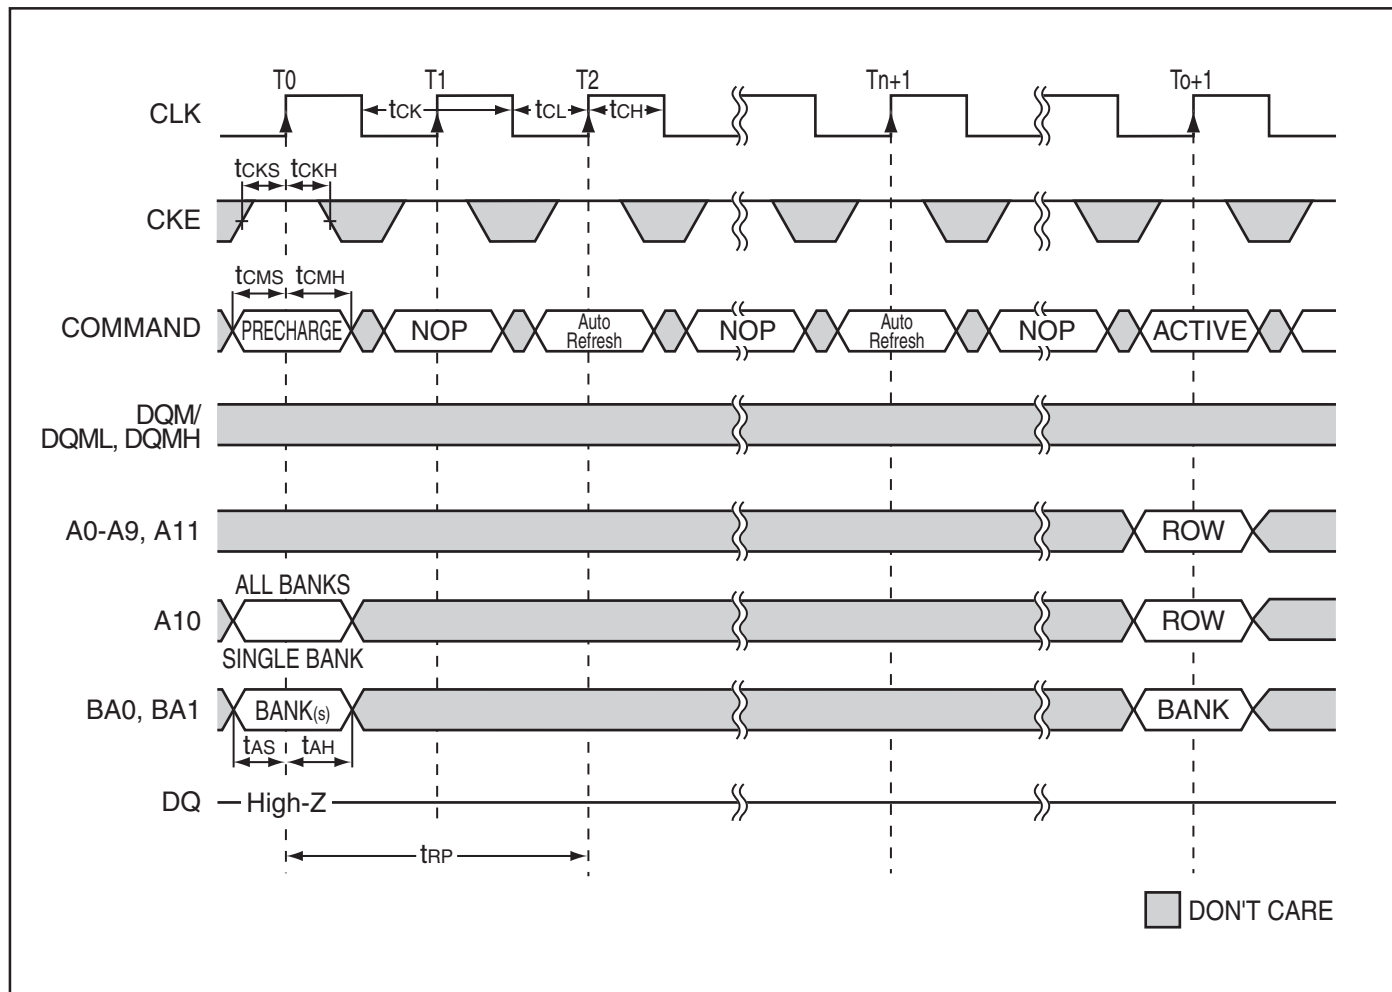 T0 T1 T2 Tn+1 To+1
CLK
tCK tCL tCH
tCKS tCKH
CKE
tCMS tCMH
COMMAND PRECHARGE NOP Auto Refresh NOP Auto Refresh NOP ACTIVE
DQM/
DQML, DQMH
A0-A9, A11 ROW
ALL BANKS
A10 ROW
SINGLE BANK
BA0, BA1 BANK(s) BANK
tAS tAH
DQ High-Z
tRP
DON'T CARE